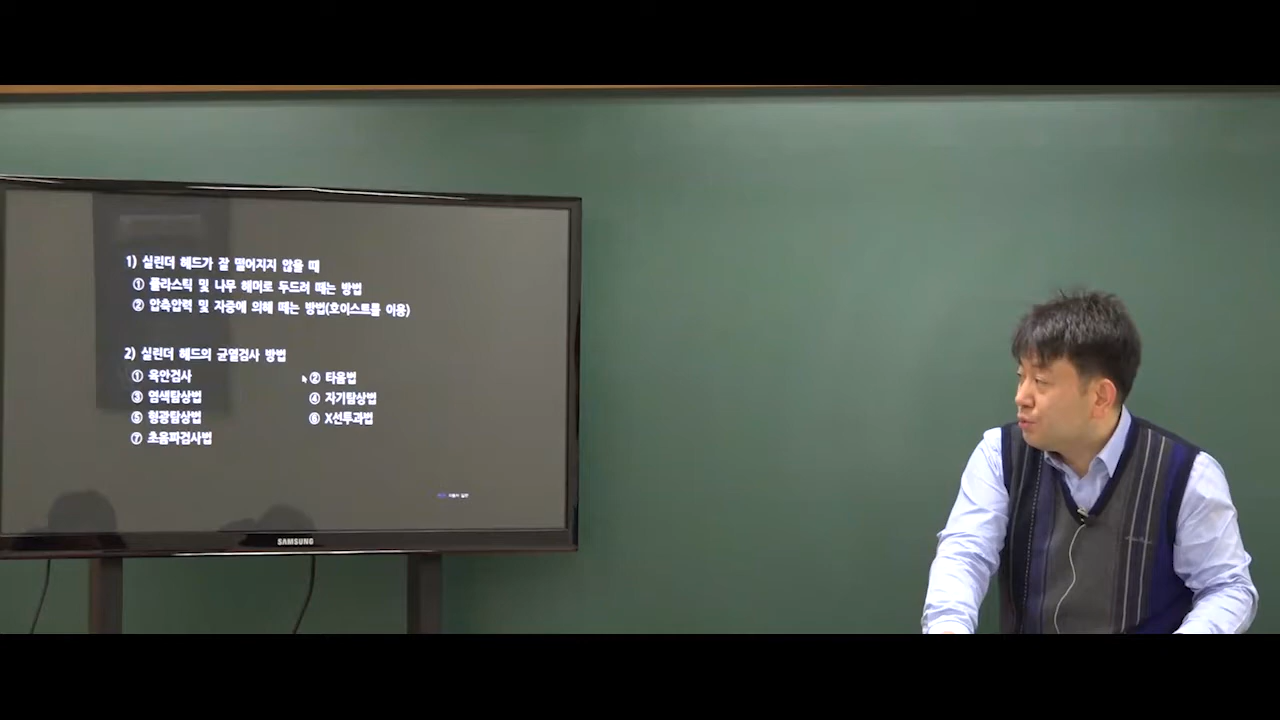 1) 실린더 헤드가 잘 떨어지지 않을 때
① 플라스틱 및 나무 해머로 두드려 떼는 방법
② 압축압력 및 자중에 의해 떼는 방법(호이스트를 이용)
2) 실린더 헤드의 균열검사 방법
① 육안검사 ② 타율법
③ 염색탐상법 ④ 자기탐상법
⑤ 형광탐상법 ⑥ X선투과법
⑦ 초음파검사법
SAMSUNG